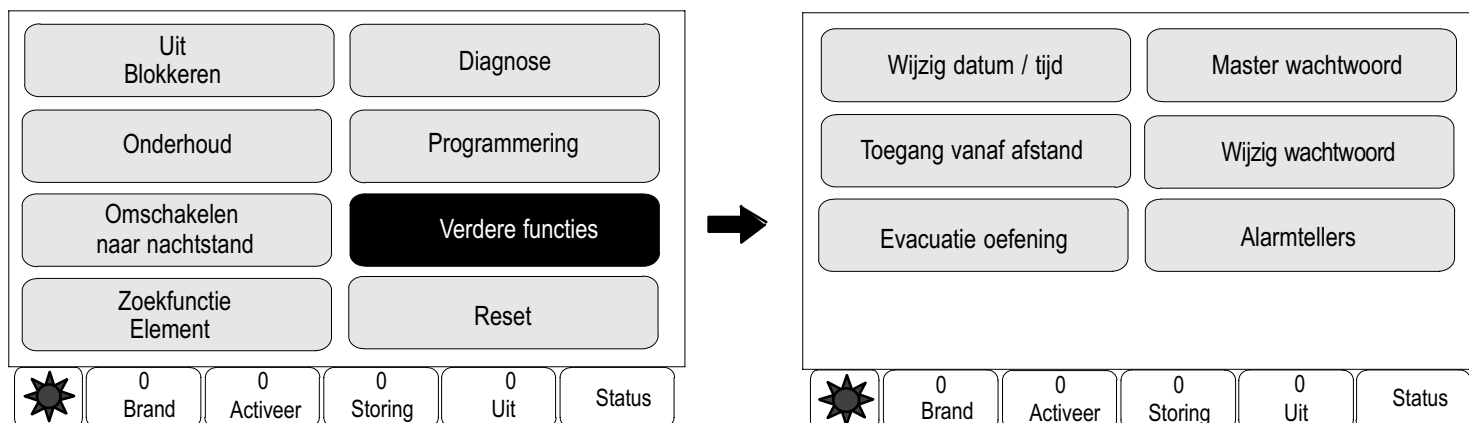 Uit
Blokkeren
Diagnose
Onderhoud
Programmering
Omschakelen
naar nachtstand
Verdere functies
Zoekfunctie
Element
Reset
0
Brand
0
Activeer
0
Storing
0
Uit
Status
Wijzig datum / tijd
Master wachtwoord
Toegang vanaf afstand
Wijzig wachtwoord
Evacuatie oefening
Alarmtellers
0
Brand
0
Activeer
0
Storing
0
Uit
Status